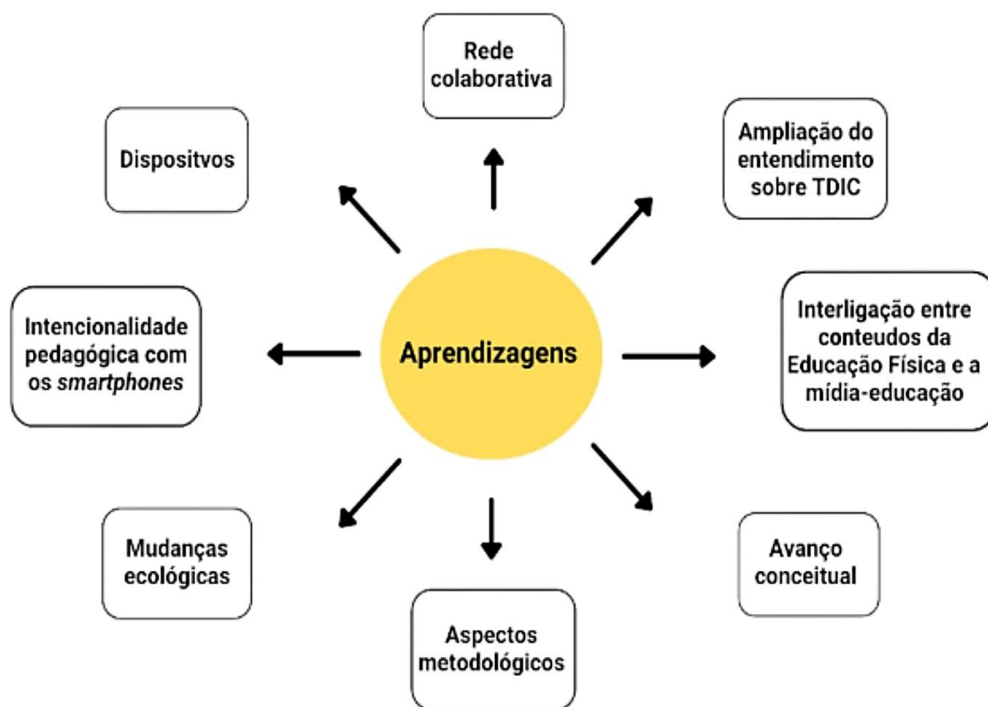 Rede
colaborativa
Dispositvos
Ampliação do
entendimento
sobre TDIC
Intencionalidade
pedagógica com
os smartphones
Aprendizagens
Interligação entre
conteudos da
Educação Física e a
mídia-educação
Mudanças
ecológicas
Aspectos
metodológicos
Avanço
conceitual